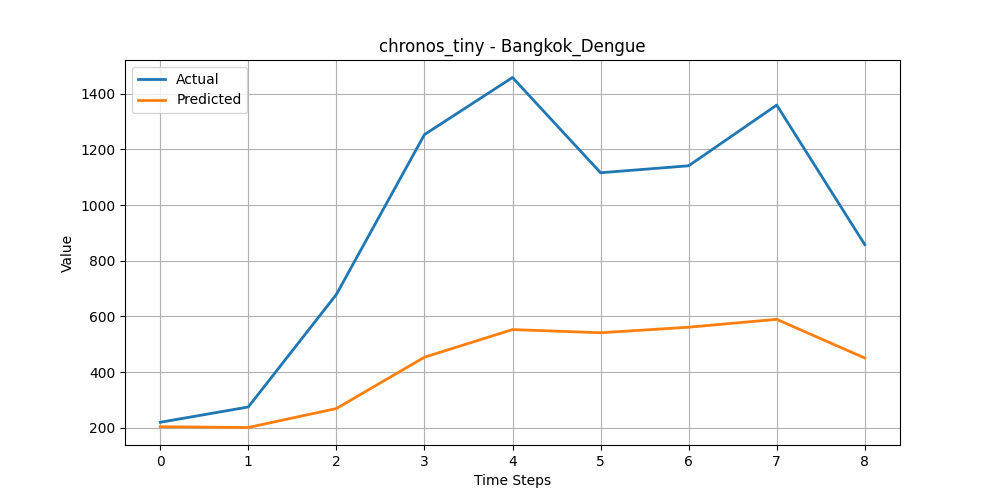 chronos_tiny - Bangkok_Dengue
Actual
Predicted
1400
1200
1000
800
600
400
200
Value
0 1 2 3 4 5 6 7 8
Time Steps